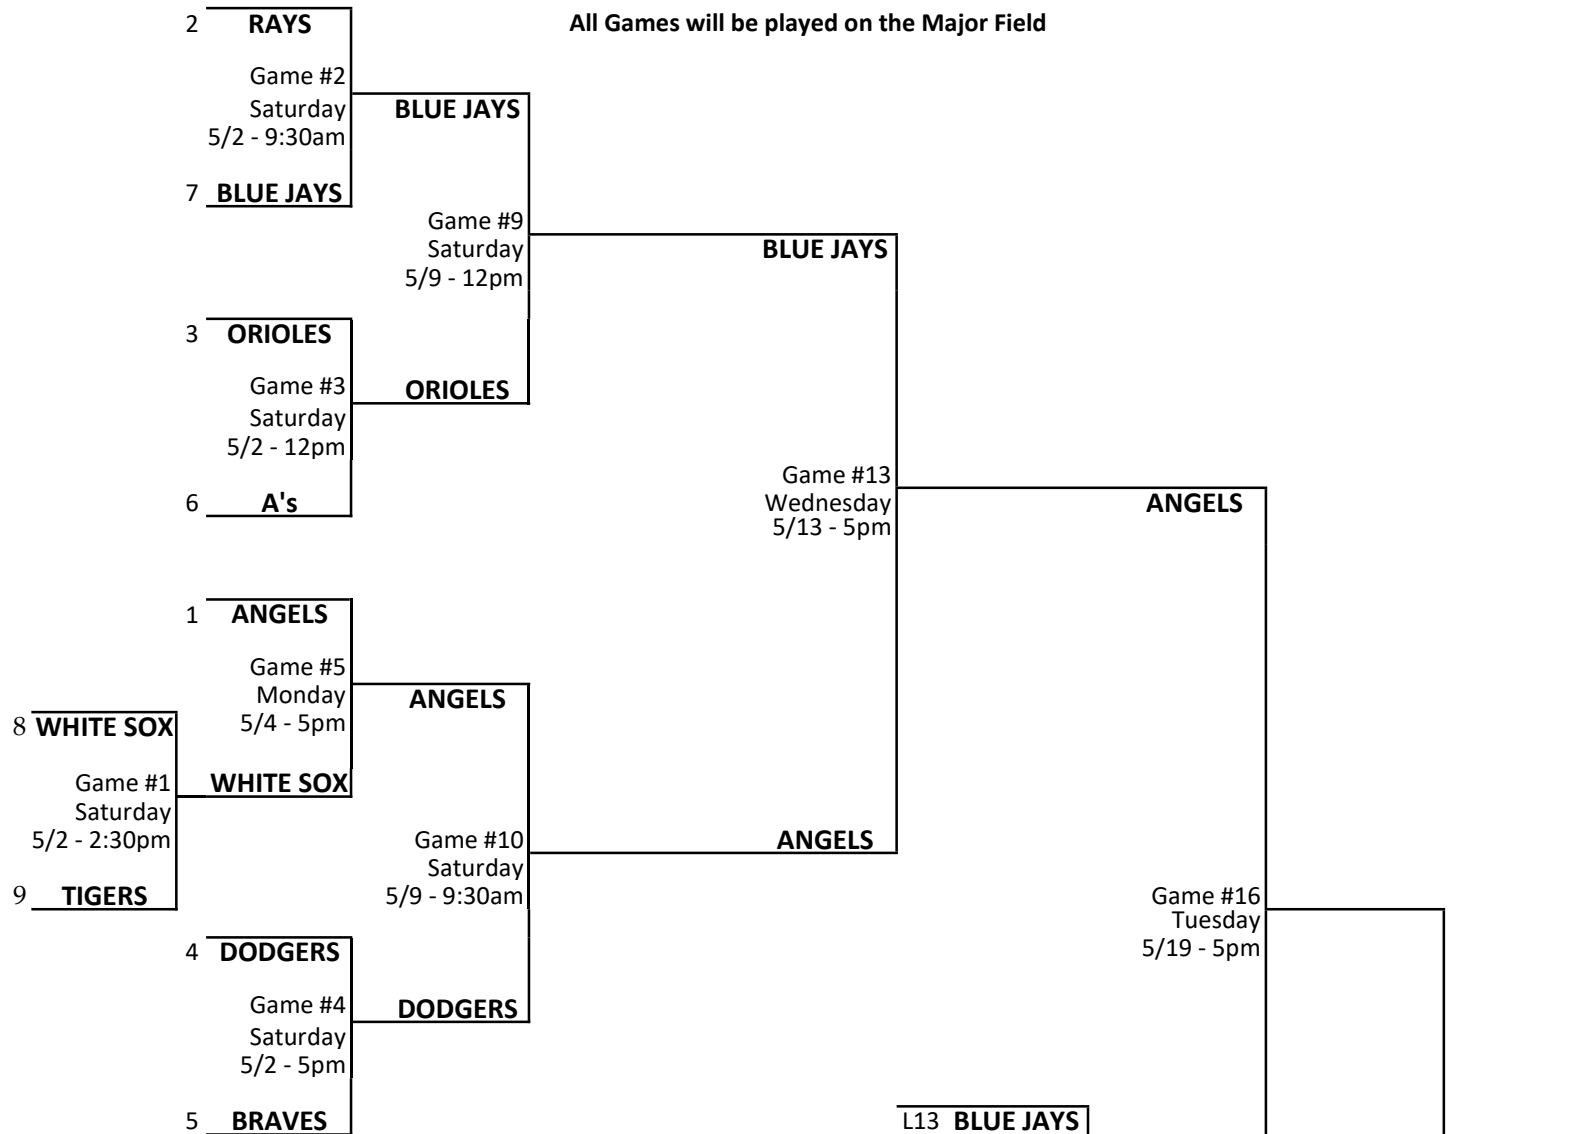 2 RAYS
All Games will be played on the Major Field
Game #2
Saturday
5/2 - 9:30am
BLUE JAYS
7 BLUE JAYS
Game #9
Saturday
5/9 - 12pm
BLUE JAYS
3 ORIOLES
Game #3
Saturday
5/2 - 12pm
ORIOLES
6 A's
Game #13
Wednesday
5/13 - 5pm
ANGELS
1 ANGELS
Game #5
Monday
5/4 - 5pm
ANGELS
8 WHITE SOX
Game #1
Saturday
5/2 - 2:30pm
WHITE SOX
9 TIGERS
Game #10
Saturday
5/9 - 9:30am
ANGELS
Game #16
Tuesday
5/19 - 5pm
4 DODGERS
Game #4
Saturday
5/2 - 5pm
DODGERS
5 BRAVES
L13 BLUE JAYS